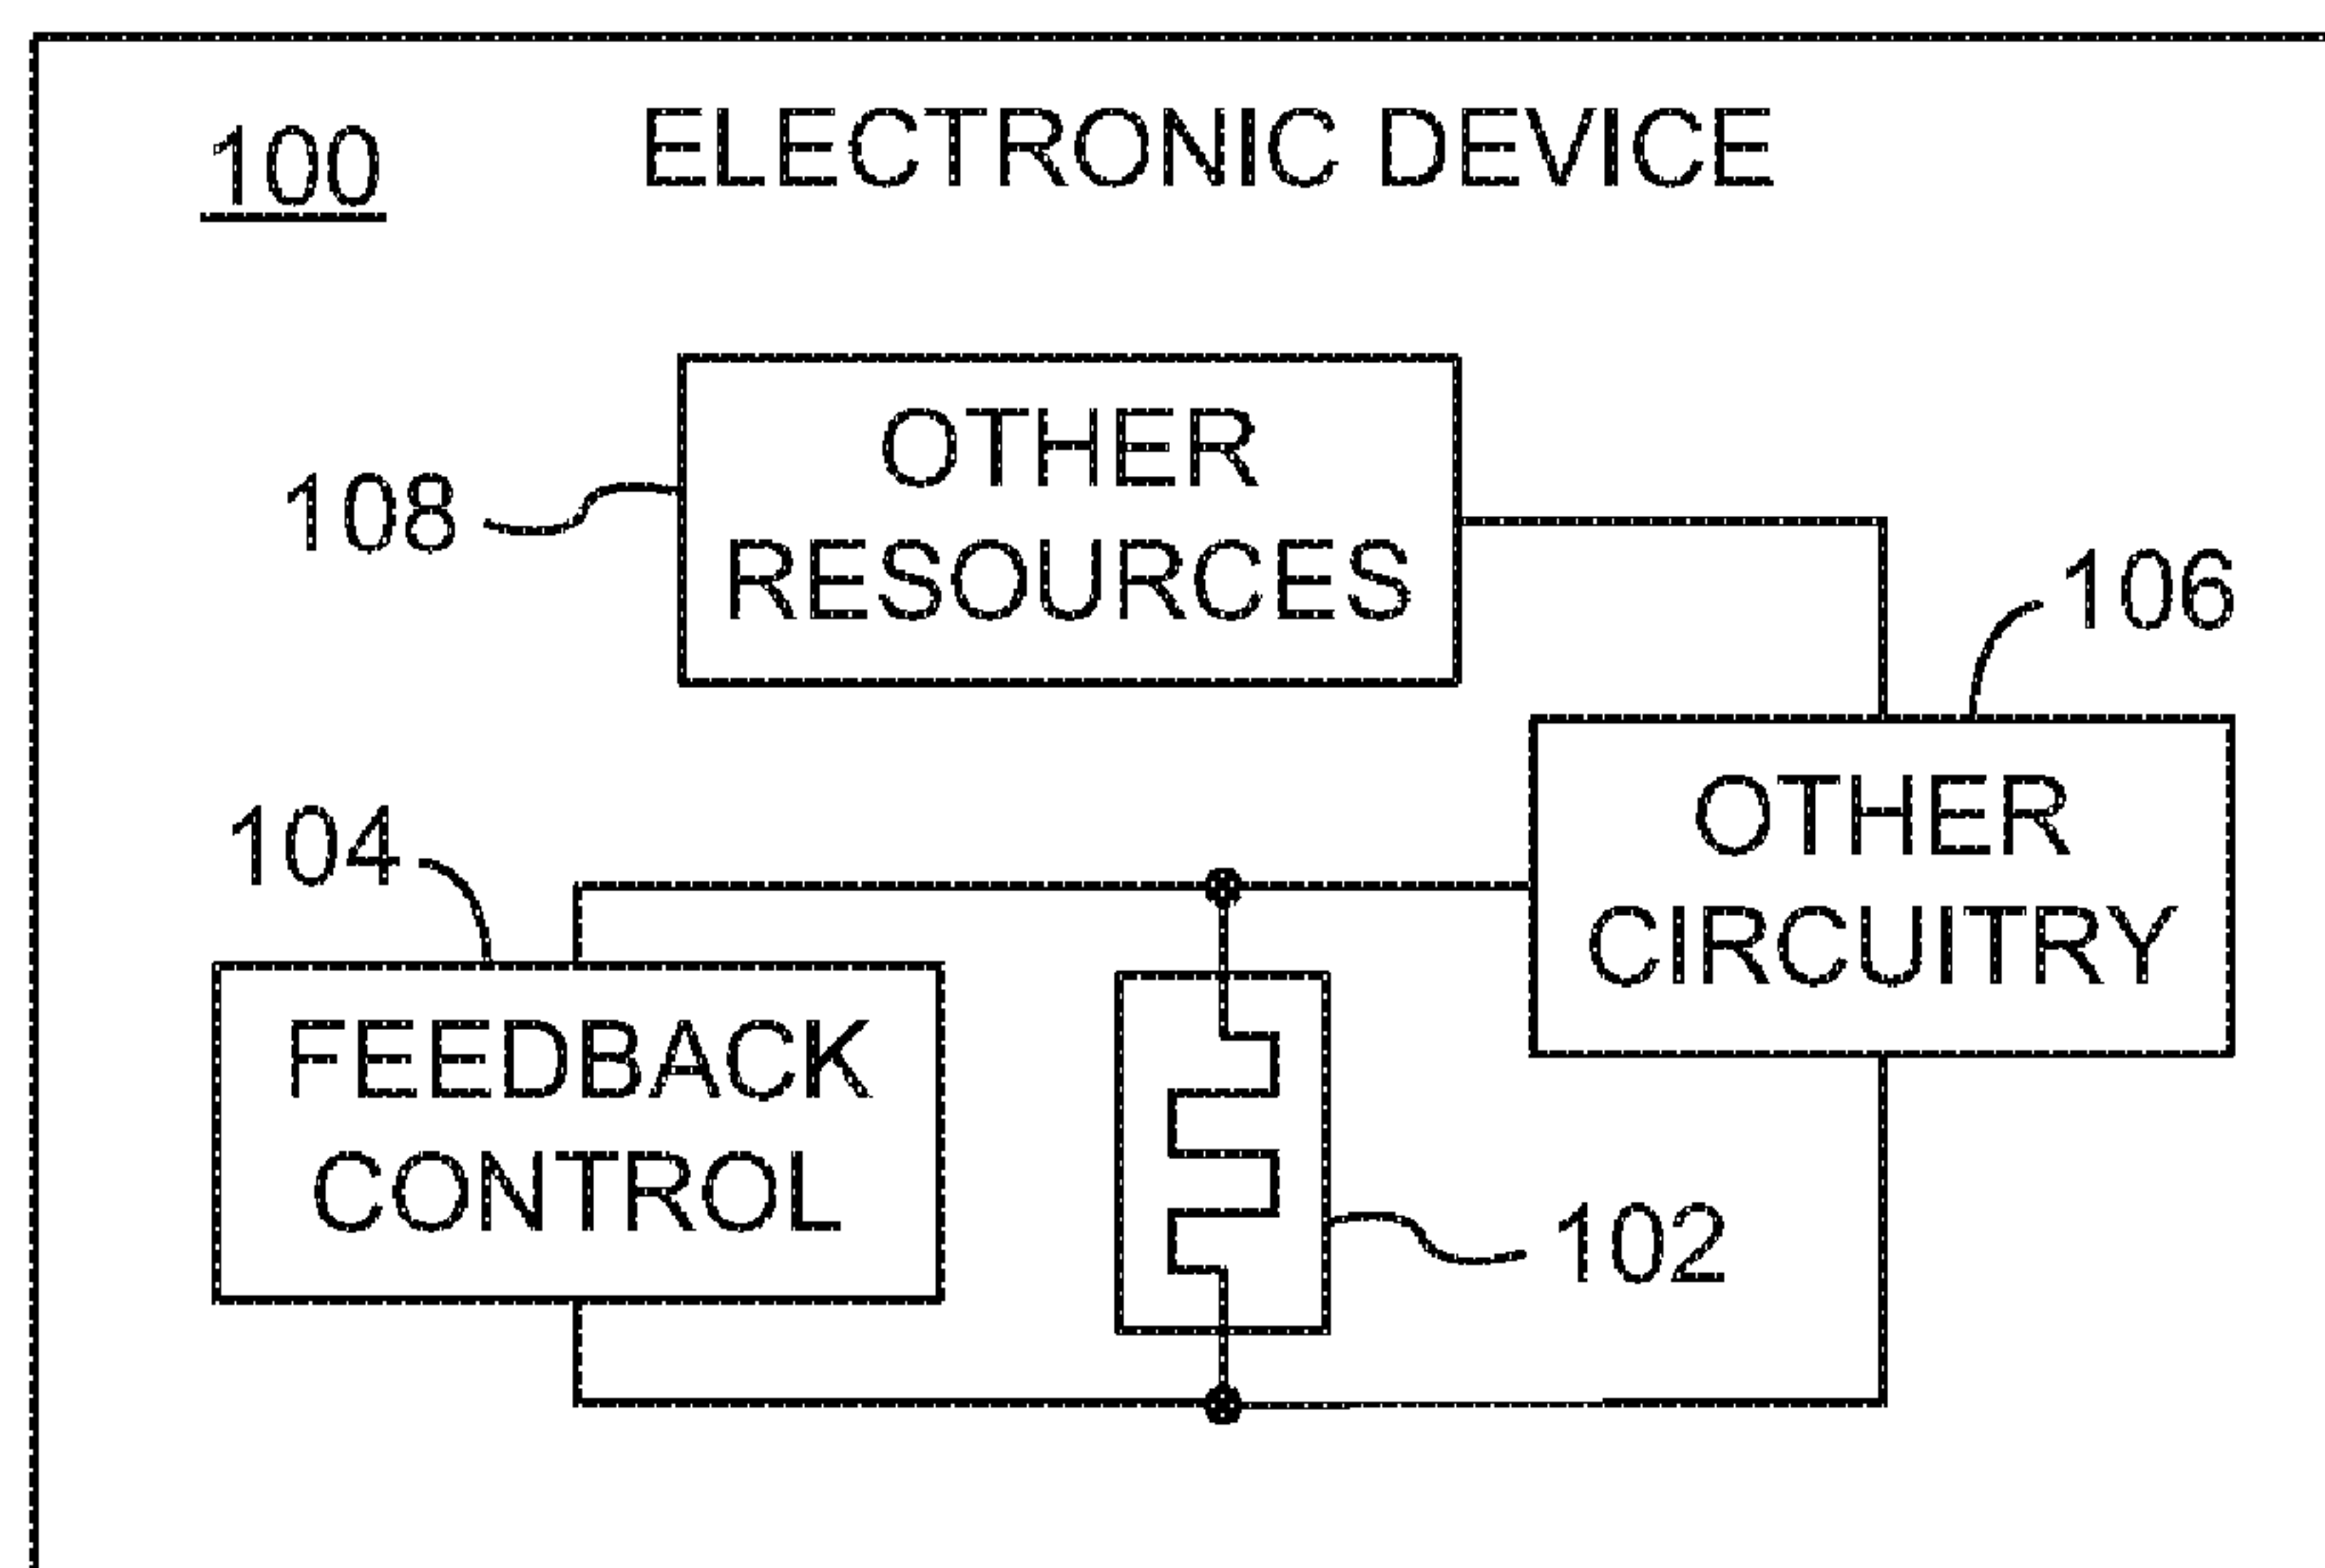 100
ELECTRONIC DEVICE
108
OTHER
RESOURCES
106
OTHER
CIRCUITRY
104
FEEDBACK
CONTROL
102